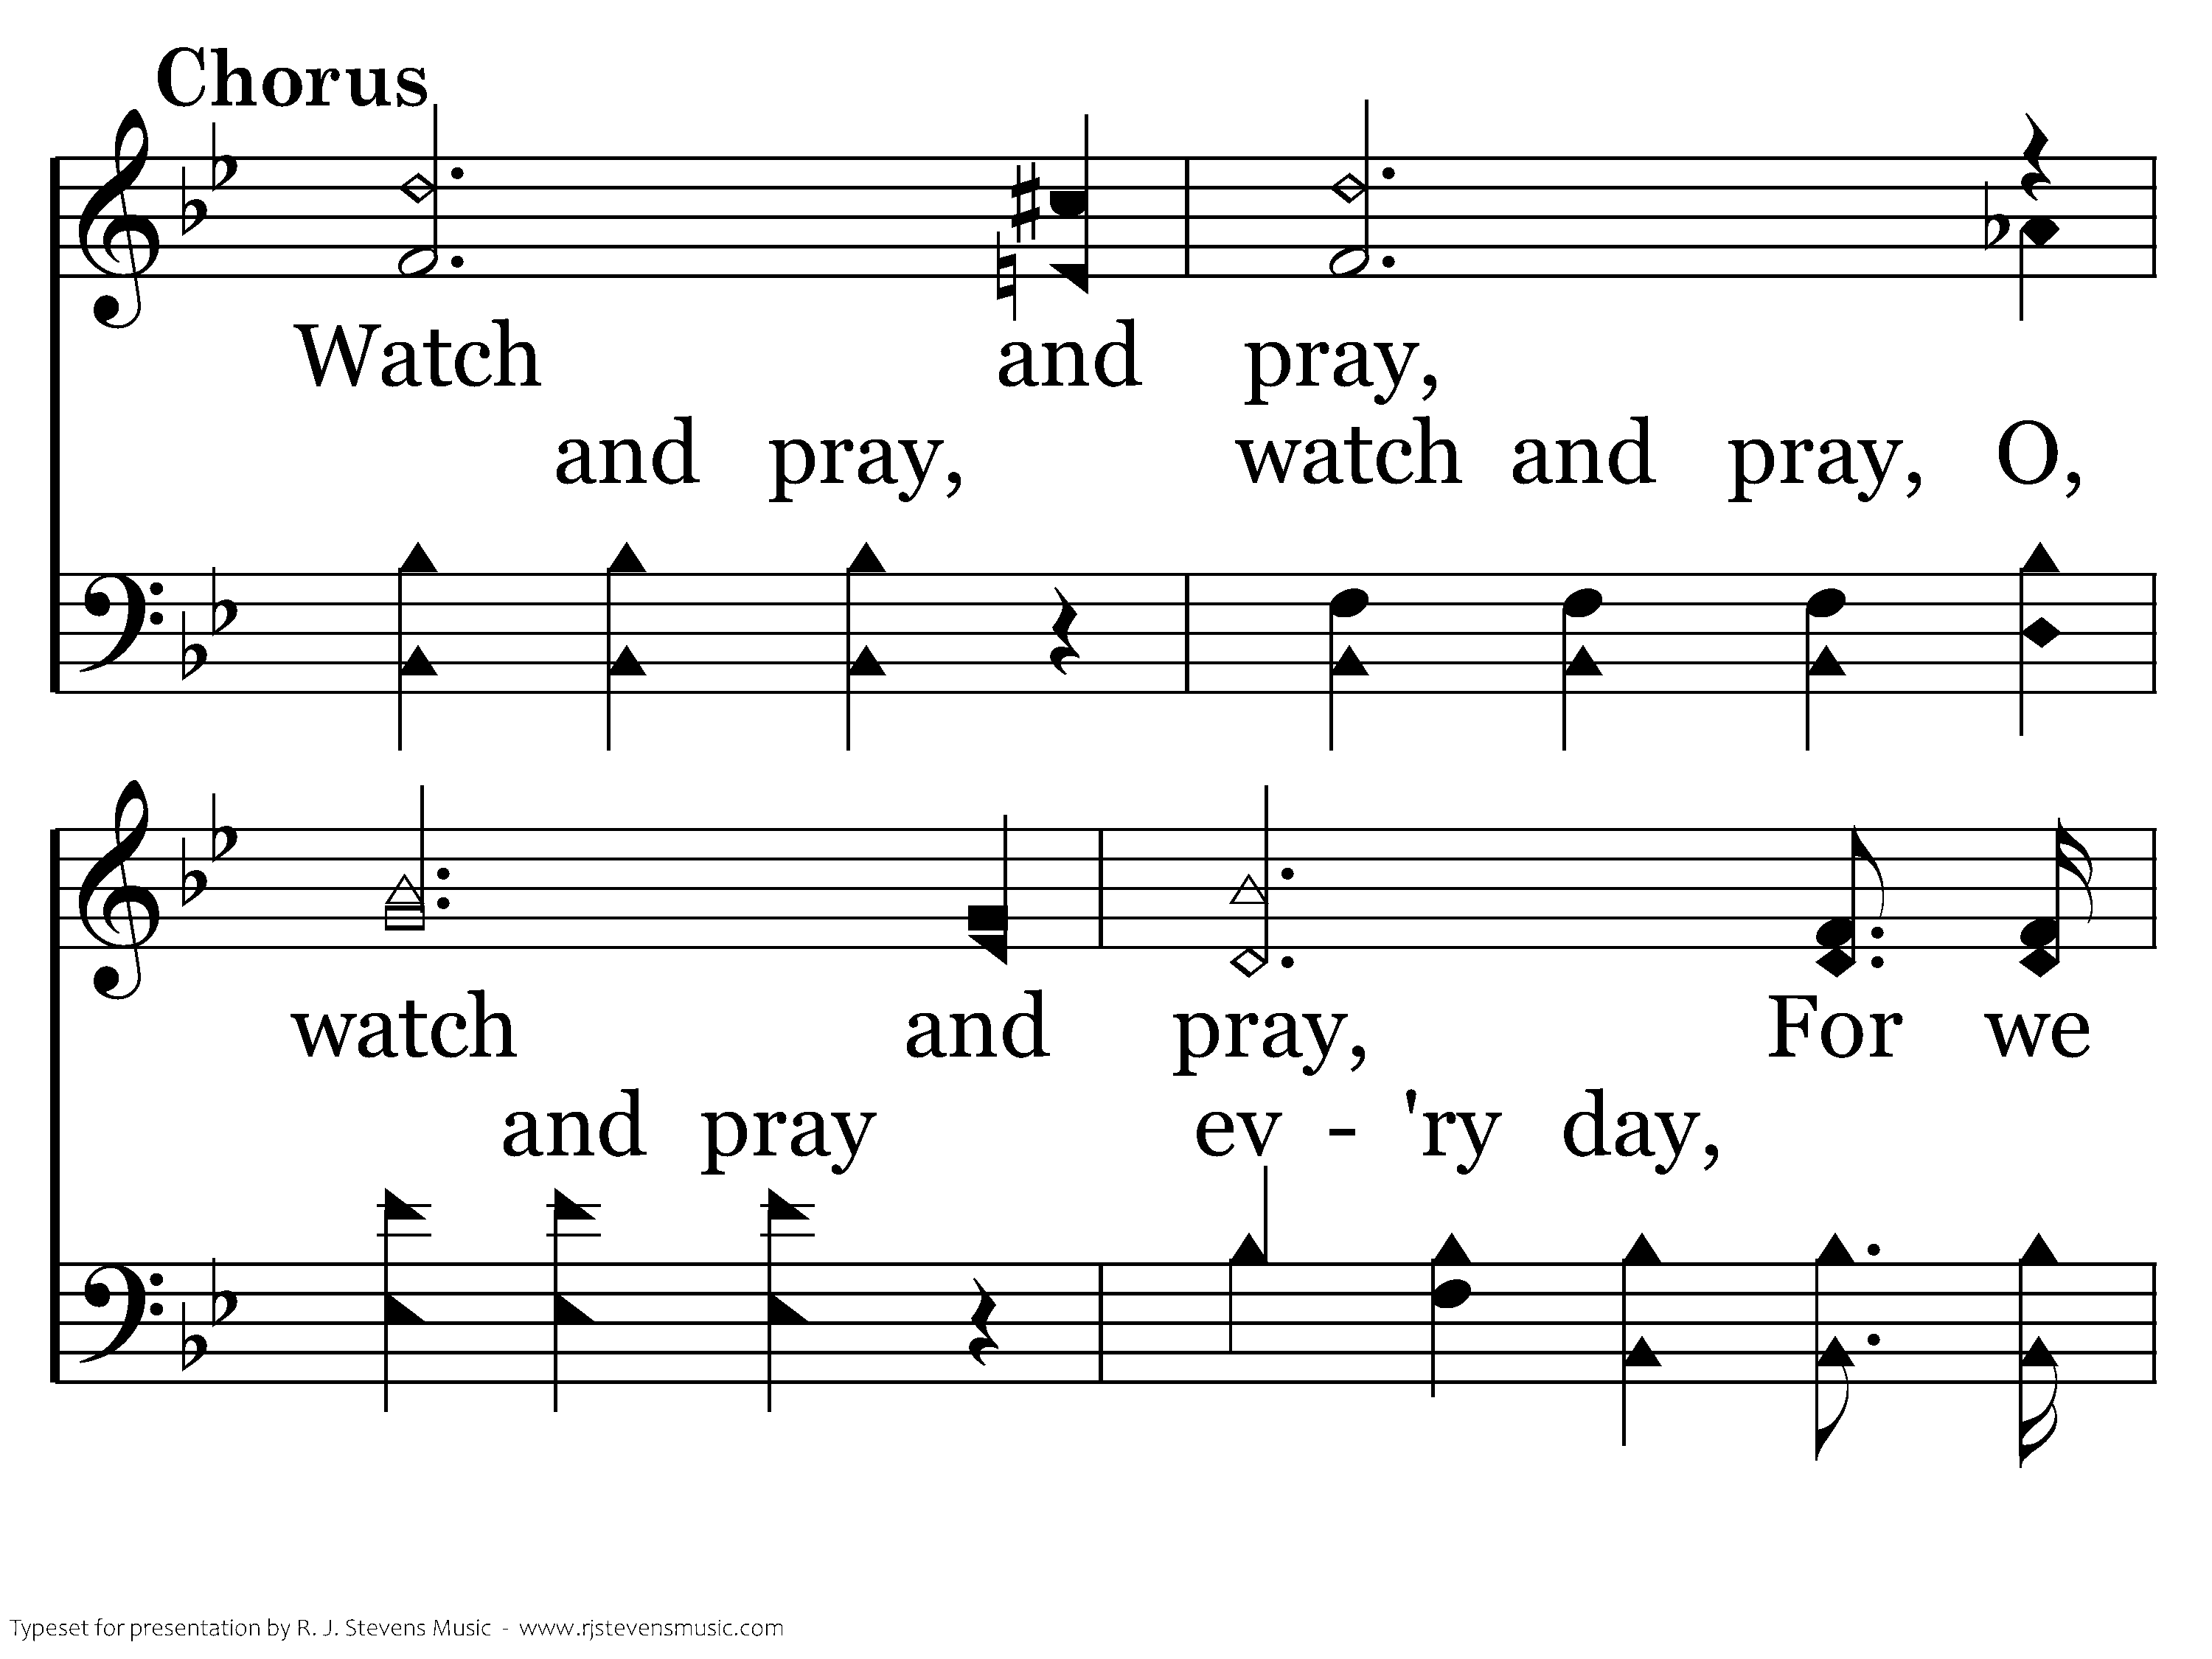 Chorus
Watch and pray,
and pray, watch and pray, O,
watch and pray, For we
and pray ev - 'ry day,
Typeset for presentation by R. J. Stevens Music - www.rjstevensmusic.com